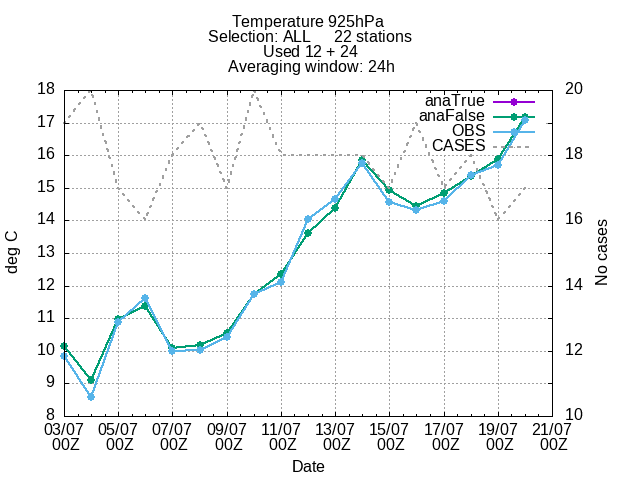 Temperature 925hPa
Selection: ALL 22 stations
Used 12 + 24
Averaging window: 24h
18 20
anaTrue
anaFalse
17
OBS
CASES
16 18
15
14 16
deg C
No cases
13
12 14
11
10 12
9
8 10
03/07 05/07 07/07 09/07 11/07 13/07 15/07 17/07 19/07 21/07
00Z 00Z 00Z 00Z 00Z 00Z 00Z 00Z 00Z 00Z
Date